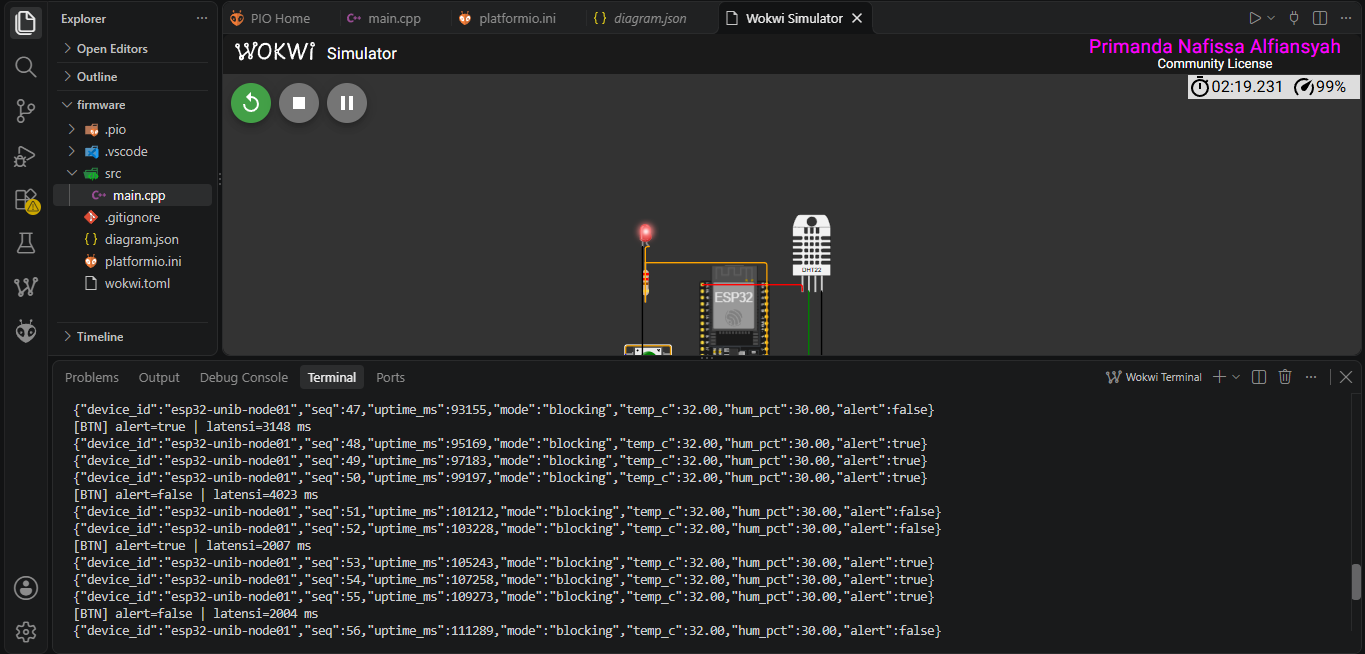 Explorer
Open Editors
Outline
firmware
.pio
.vscode
src
main.cpp
.gitignore
diagram.json
platformio.ini
wokwi.toml
Timeline
PIO Home
main.cpp
platformio.ini
diagram.json
Wokwi Simulator
WOKWI Simulator
Primanda Nafissa Alfiansyah
Community License
02:19.231 99%
DHT22
ESP32
Problems Output Debug Console Terminal Ports
Wokwi Terminal
{"device_id":"esp32-unib-node01","seq":47,"uptime_ms":93155,"mode":"blocking","temp_c":32.00,"hum_pct":30.00,"alert":false}
[BTN] alert=true | latensi=3148 ms
{"device_id":"esp32-unib-node01","seq":48,"uptime_ms":95169,"mode":"blocking","temp_c":32.00,"hum_pct":30.00,"alert":true}
{"device_id":"esp32-unib-node01","seq":49,"uptime_ms":97183,"mode":"blocking","temp_c":32.00,"hum_pct":30.00,"alert":true}
{"device_id":"esp32-unib-node01","seq":50,"uptime_ms":99197,"mode":"blocking","temp_c":32.00,"hum_pct":30.00,"alert":true}
[BTN] alert=false | latensi=4023 ms
{"device_id":"esp32-unib-node01","seq":51,"uptime_ms":101212,"mode":"blocking","temp_c":32.00,"hum_pct":30.00,"alert":false}
{"device_id":"esp32-unib-node01","seq":52,"uptime_ms":103228,"mode":"blocking","temp_c":32.00,"hum_pct":30.00,"alert":false}
[BTN] alert=true | latensi=2007 ms
{"device_id":"esp32-unib-node01","seq":53,"uptime_ms":105243,"mode":"blocking","temp_c":32.00,"hum_pct":30.00,"alert":true}
{"device_id":"esp32-unib-node01","seq":54,"uptime_ms":107258,"mode":"blocking","temp_c":32.00,"hum_pct":30.00,"alert":true}
{"device_id":"esp32-unib-node01","seq":55,"uptime_ms":109273,"mode":"blocking","temp_c":32.00,"hum_pct":30.00,"alert":true}
[BTN] alert=false | latensi=2004 ms
{"device_id":"esp32-unib-node01","seq":56,"uptime_ms":111289,"mode":"blocking","temp_c":32.00,"hum_pct":30.00,"alert":false}